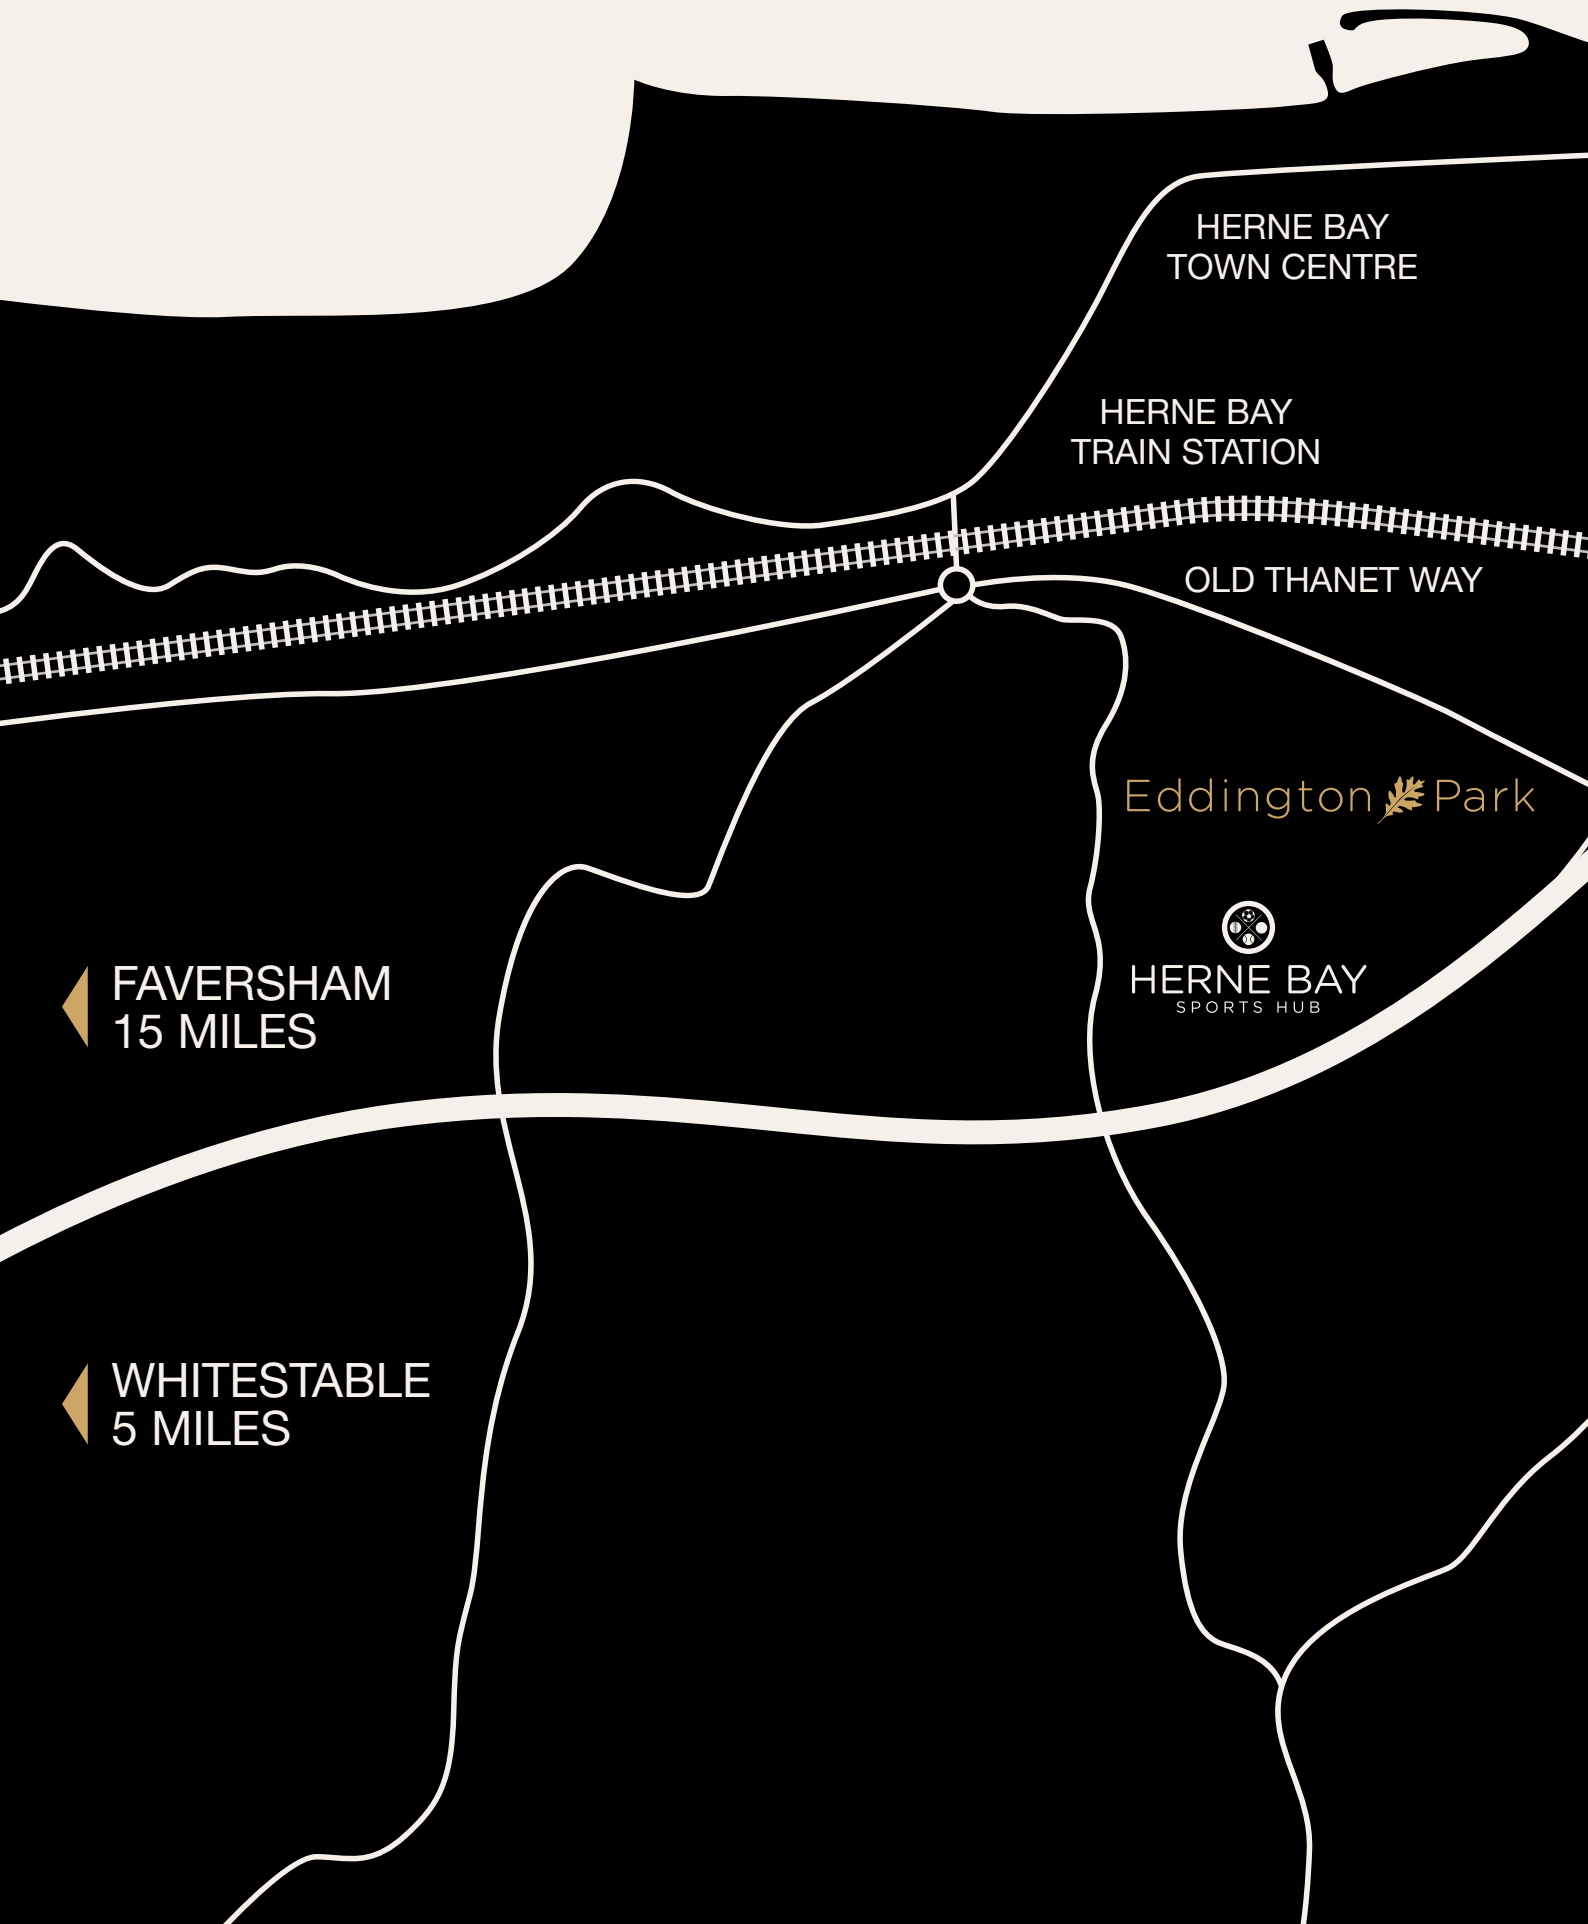 HERNE BAY
TOWN CENTRE
HERNE BAY
TRAIN STATION
OLD THANET WAY
Eddington Park
HERNE BAY
SPORTS HUB
FAVERSHAM
15 MILES
WHITESTABLE
5 MILES